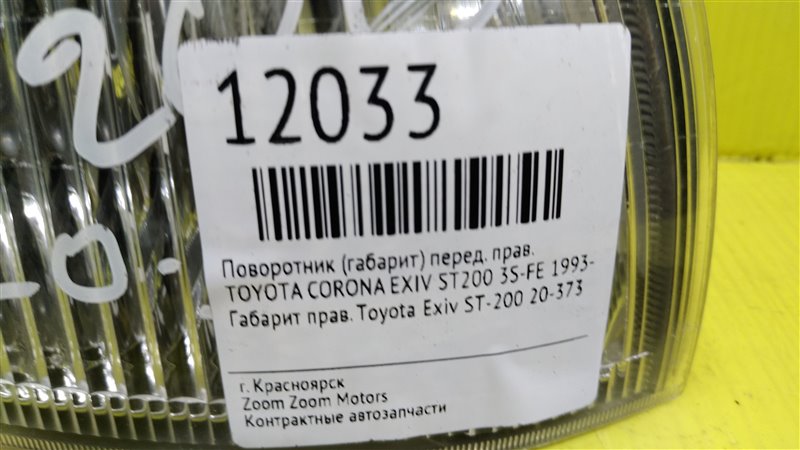 12033
Поворотник (габарит) перед. прав.
TOYOTA CORONA EXIV ST200 3S-FE 1993-
Габарит прав. Toyota Exiv ST-200 20-373
г. Красноярск
Zoom Zoom Motors
Контрактные автозапчасти